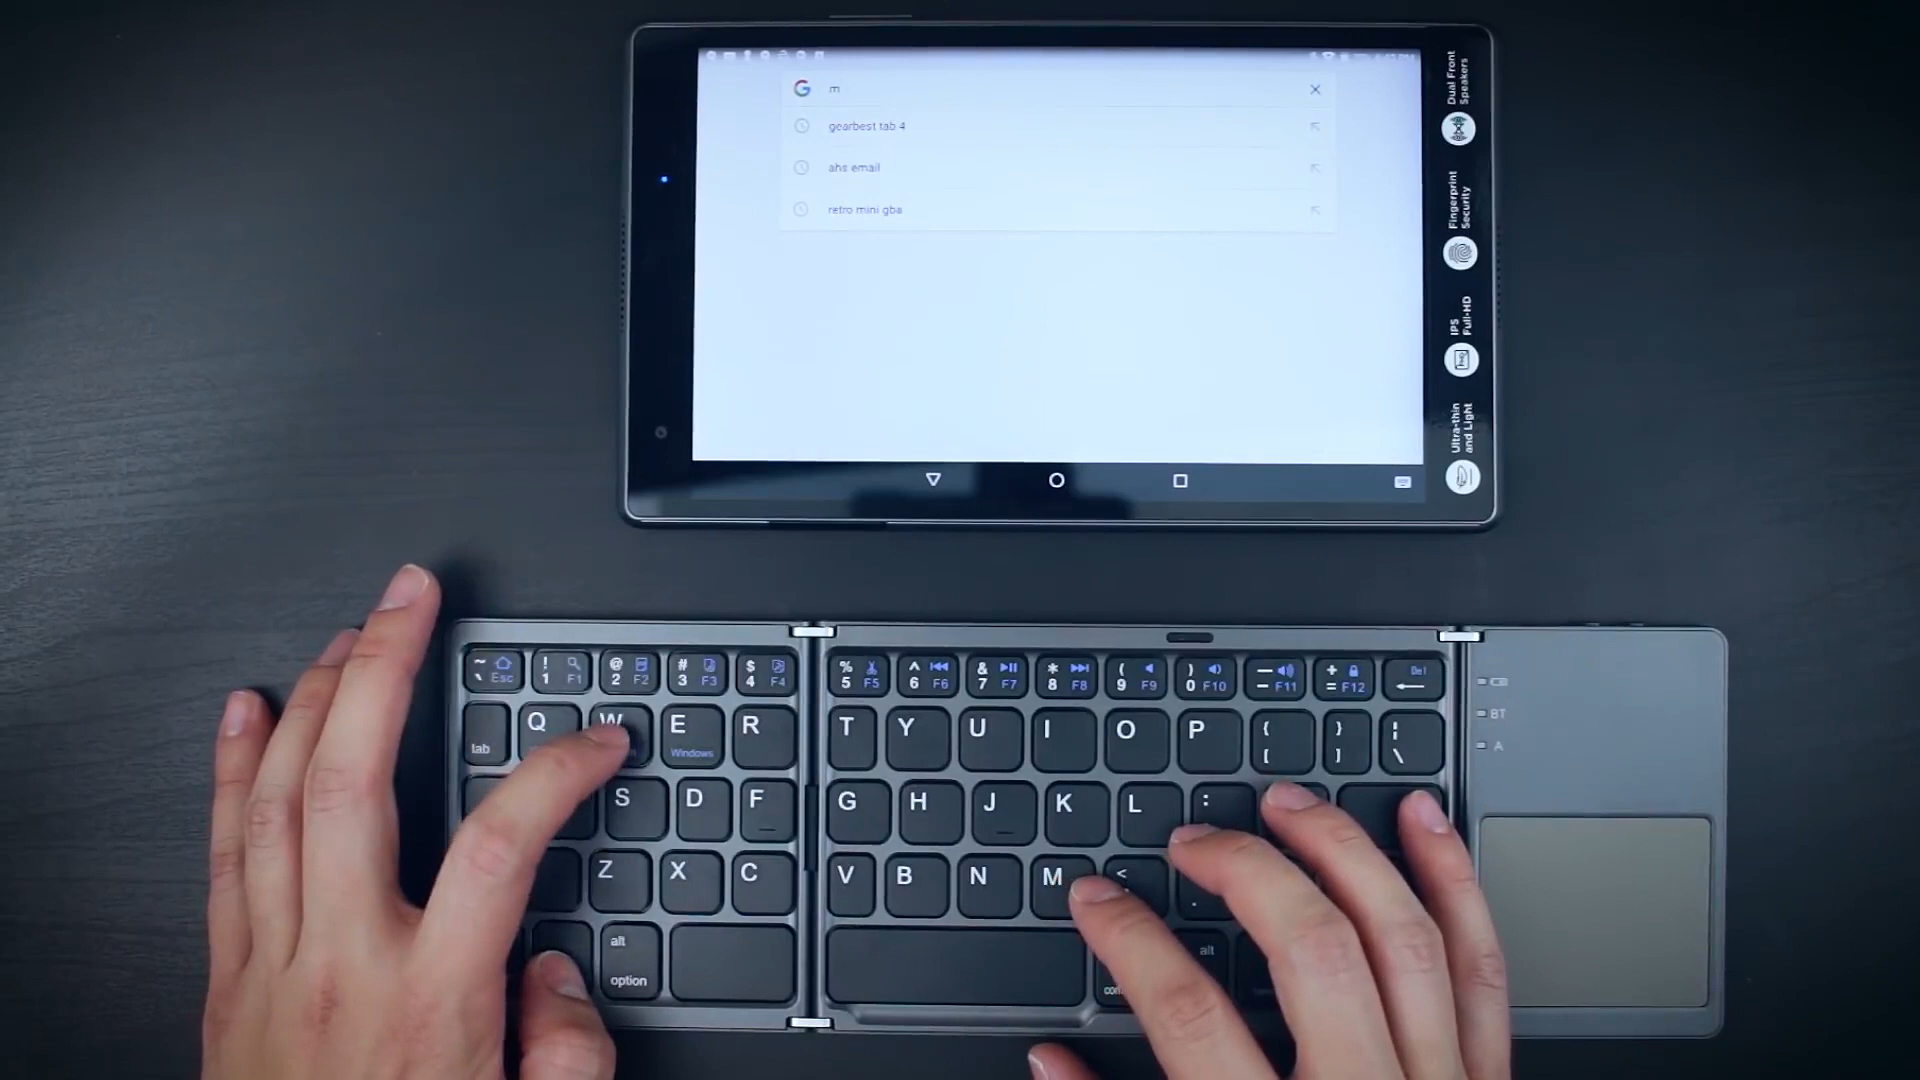 m
gearbest tab 4
ahs email
retro mini gba
Dual Front
Speakers
Fingerprint
Security
IPS
Full-HD
Ultra-thin
and Light
~ ` Esc
! 1 F1
@ 2 F2
# 3 F3
$ 4 F4
% 5 F5
^ 6 F6
& 7 F7
* 8 F8
( 9 F9
) 0 F10
— - F11
+ = F12
Del
tab Q W E Windows R T Y U I O P { [ } ] ¦ \
S D F G H J K L :
Z X C V B N M < .
alt
option
alt
BT
A